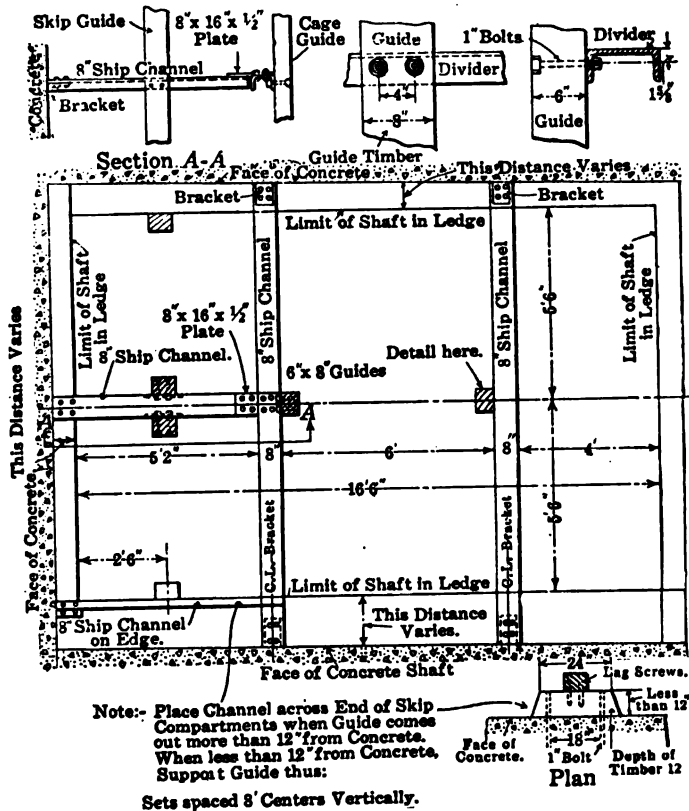 Skip Guide
8"x 16"x ½"
Plate
Cage
Guide
Concrete
8" Ship Channel
Bracket
Guide
Divider
4"
8"
Guide Timber
1" Bolts
Divider
6"
Guide
Section A-A
Face of Concrete
This Distance Varies
Bracket
Limit of Shaft in Ledge
Bracket
Limit of Shaft
in Ledge
8" Ship Channel
8" Ship Channel
Limit of Shaft
in Ledge
5'6"
8"x 16"x ½"
Plate
8" Ship Channel.
6"x 8" Guides
Detail here.
A
This Distance Varies
Face of Concrete
5'2"
8"
6'
8"
4'
16'6"
5'6"
2'6"
C.L. Bracket
C.L. Bracket
Limit of Shaft in Ledge
8" Ship Channel
on Edge.
This Distance
Varies.
Face of Concrete Shaft
Note:- Place Channel across End of Skip
Compartments when Guide comes
out more than 12" from Concrete.
When less than 12" from Concrete,
Support Guide thus:
Sets spaced 8' Centers Vertically.
24"
Lag Screws.
Less
than 12"
Face of
Concrete.
18"
1" Bolt
Depth of
Timber 12"
Plan